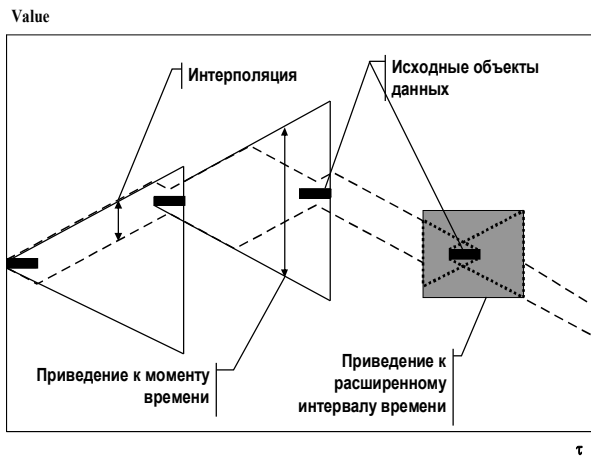 Value
Интерполяция
Исходные объекты
данных
Приведение к моменту
времени
Приведение к
расширенному
интервалу времени
τ